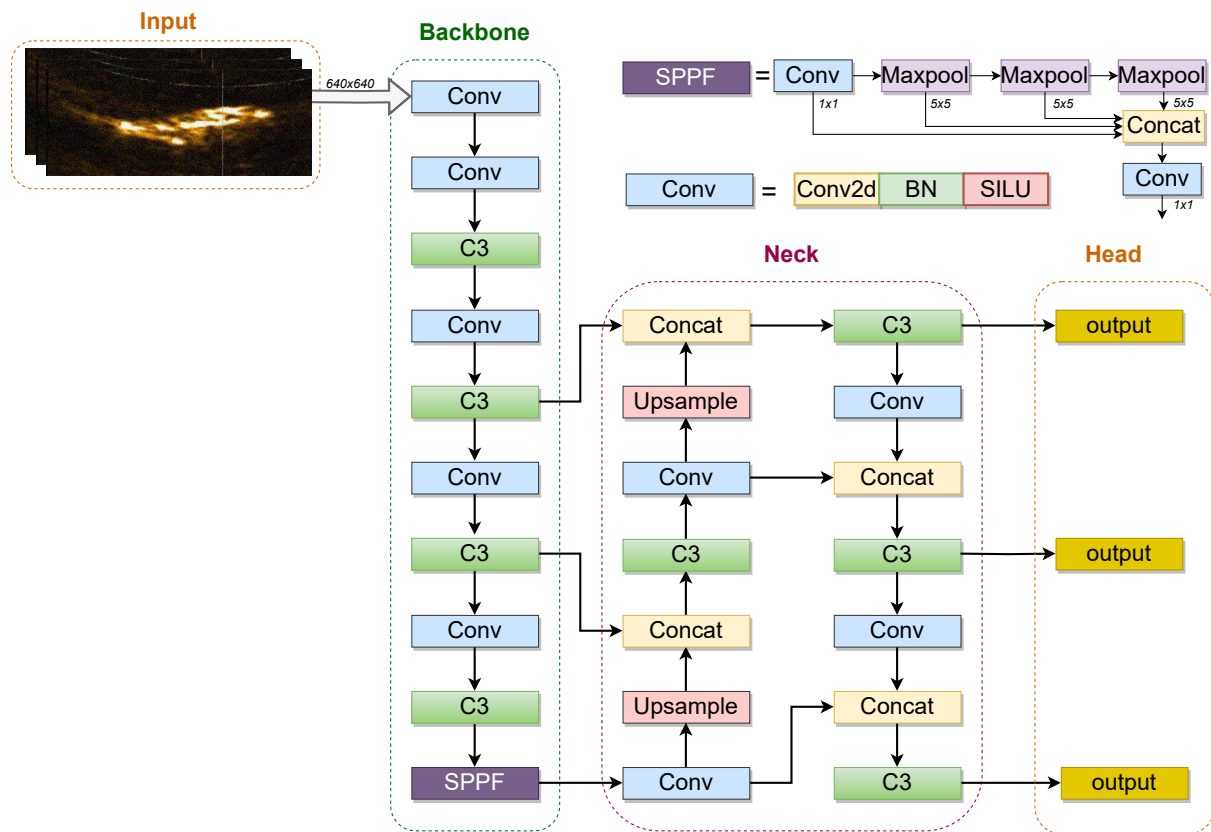 Input
640x640
Backbone
Conv
Conv
C3
Conv
C3
Conv
C3
Conv
C3
SPPF
SPPF = Conv Maxpool Maxpool Maxpool
1x1 5x5 5x5 5x5
Concat
Conv
1x1
Conv = Conv2d BN SILU
Neck
Concat C3
Upsample Conv
Conv Concat
C3 C3
Concat Conv
Upsample Concat
Conv C3
Head
output
output
output